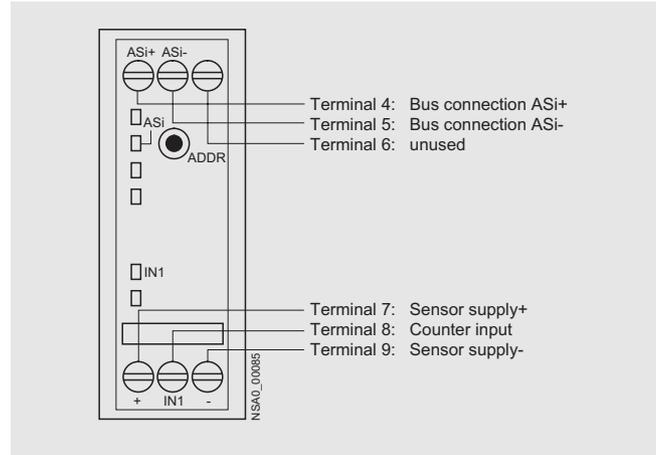 ASi+ ASi-
Terminal 4: Bus connection ASi+
Terminal 5: Bus connection ASi-
Terminal 6: unused
ASi
ADDR
IN1
Terminal 7: Sensor supply+
Terminal 8: Counter input
Terminal 9: Sensor supply-
+ IN1 -
NSA0_00085